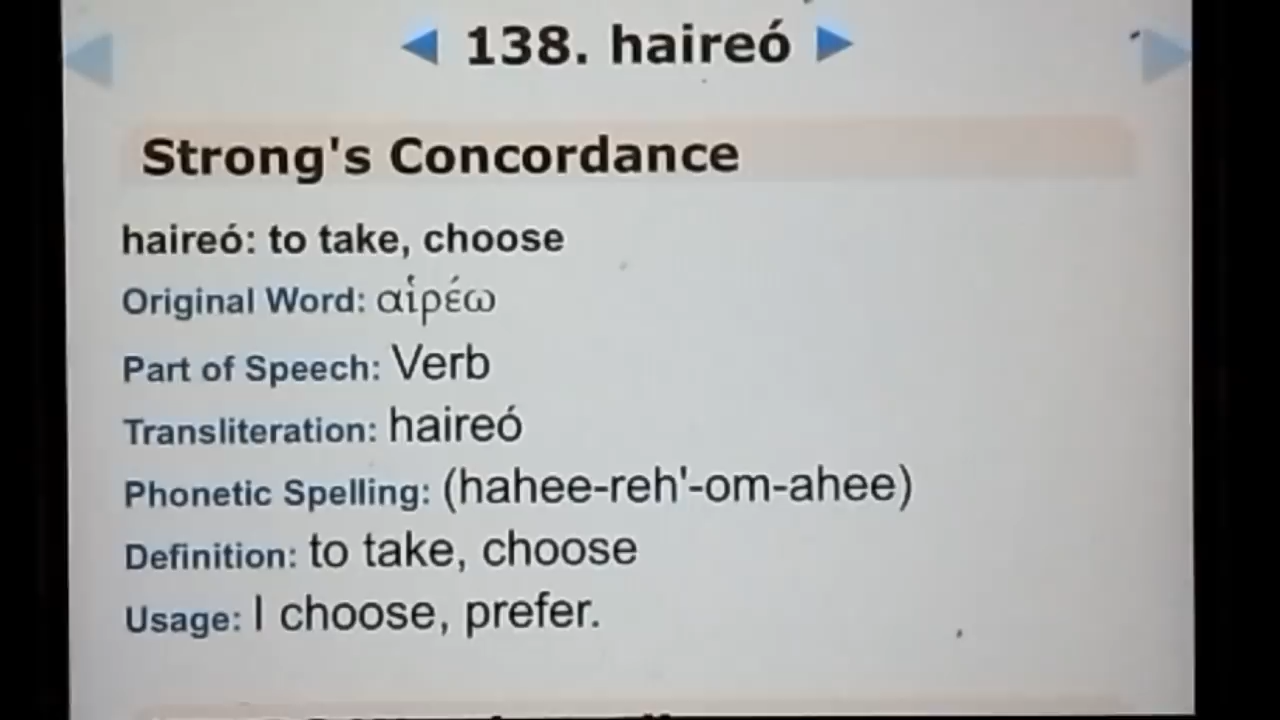 138. haireó
Strong's Concordance
haireó: to take, choose
Original Word: αἱρέω
Part of Speech: Verb
Transliteration: haireó
Phonetic Spelling: (hahee-reh'-om-ahee)
Definition: to take, choose
Usage: I choose, prefer.